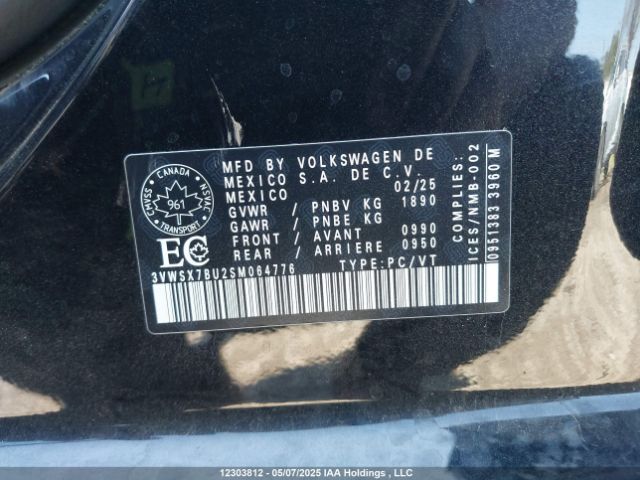 MFD BY VOLKSWAGEN DE
MEXICO S.A. DE C.V.
MEXICO 02/25
GVWR / PNBV KG 1890
GAWR / PNBE KG
FRONT / AVANT 0990
REAR / ARRIERE 0950
CANADA
CMVSS
961
NSVAC
TRANSPORT
EC
3VWSX7BU2SM064776 TYPE:PC/VT
COMPLIES:
ICES/NMB-002
0951383 3960M
12303812 - 05/07/2025 IAA Holdings , LLC